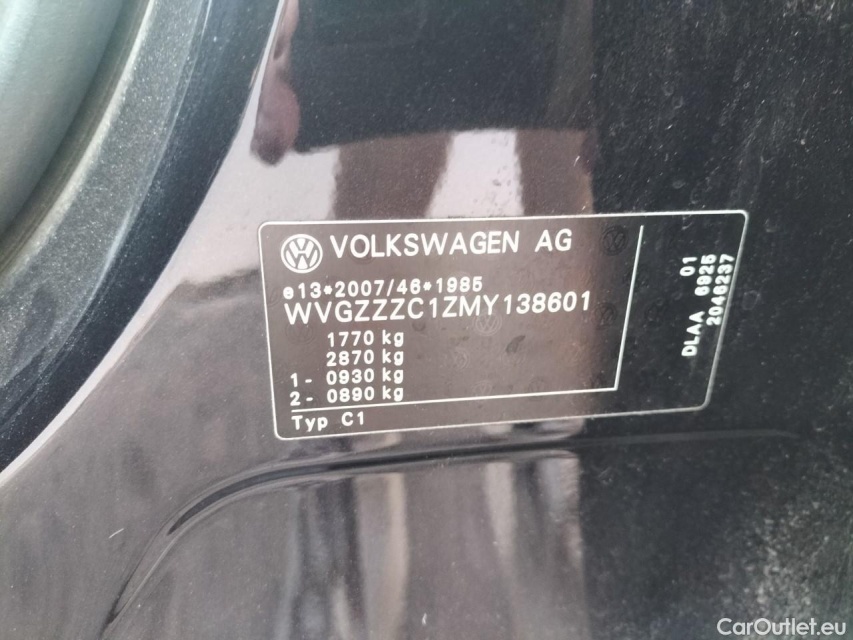 VOLKSWAGEN AG
e13*2007/46*1985
WVGZZZC1ZMY138601
1770 kg
2870 kg
1- 0930 kg
2- 0890 kg
Typ C1
01
DLAA 6925
2046237
CarOutlet.eu